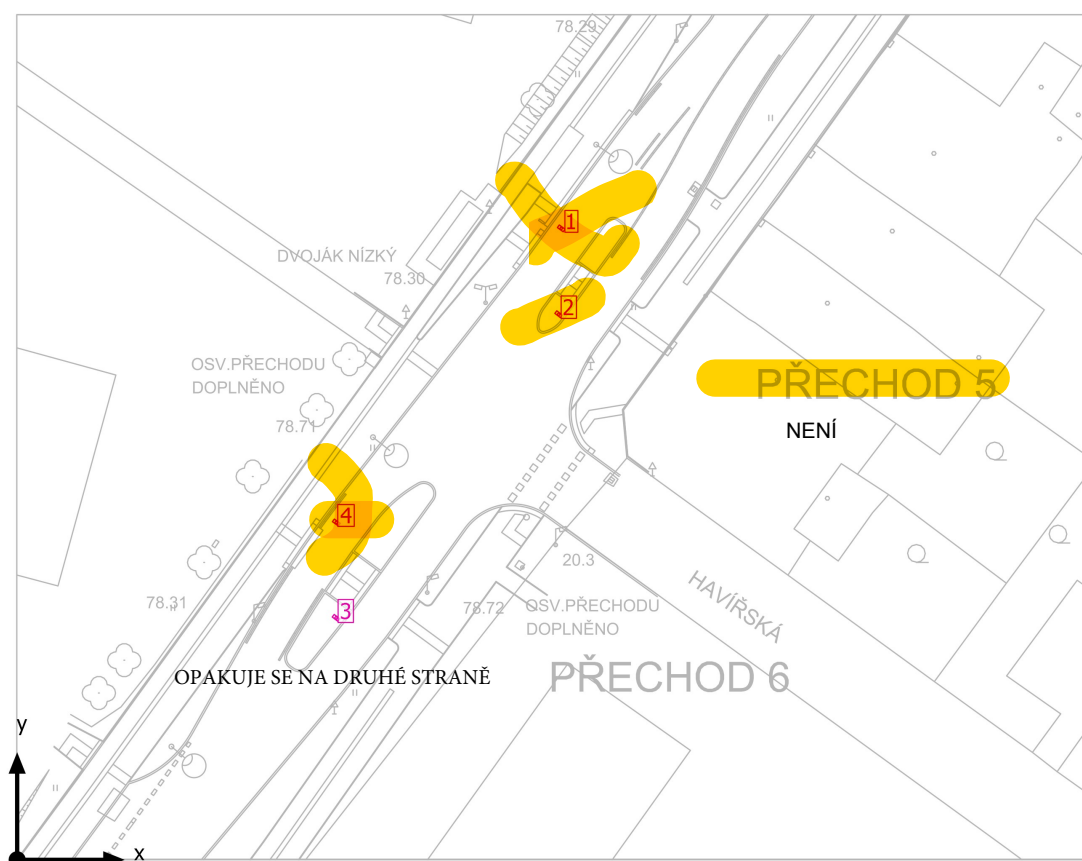 78.29
1
DVOJÁK NÍZKÝ
78.30
2
OSV.PŘECHODU
DOPLNĚNO
PŘECHOD 5
78.71
NENÍ
4
20.3
HAVÍŘSKÁ
78.31
3
78.72
OSV.PŘECHODU
DOPLNĚNO
OPAKUJE SE NA DRUHÉ STRANĚ
PŘECHOD 6
y
x